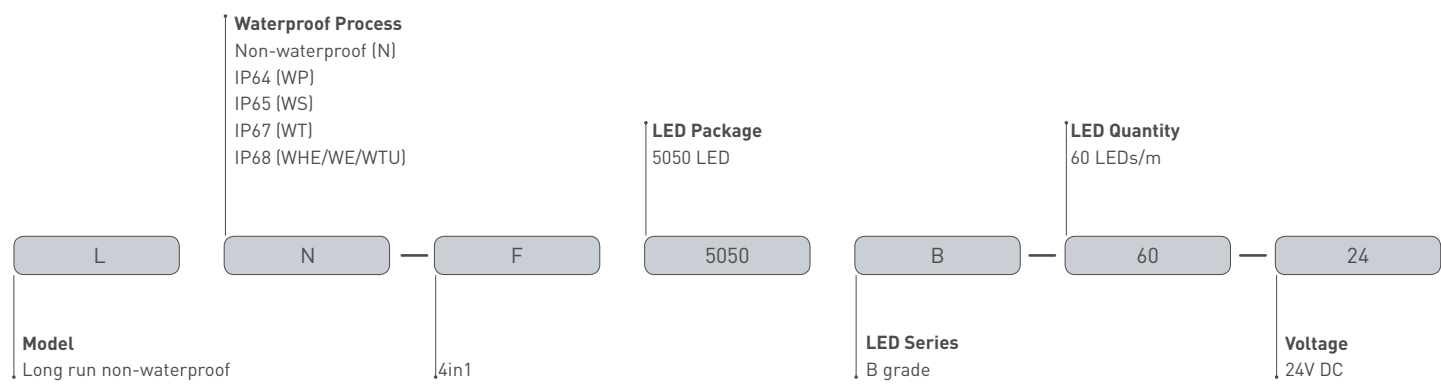 Waterproof Process
Non-waterproof (N)
IP64 (WP)
IP65 (WS)
IP67 (WT)
IP68 (WHE/WE/WTU)
LED Package
5050 LED
LED Quantity
60 LEDs/m
L N — F 5050 B — 60 — 24
Model
Long run non-waterproof
4in1
LED Series
B grade
Voltage
24V DC